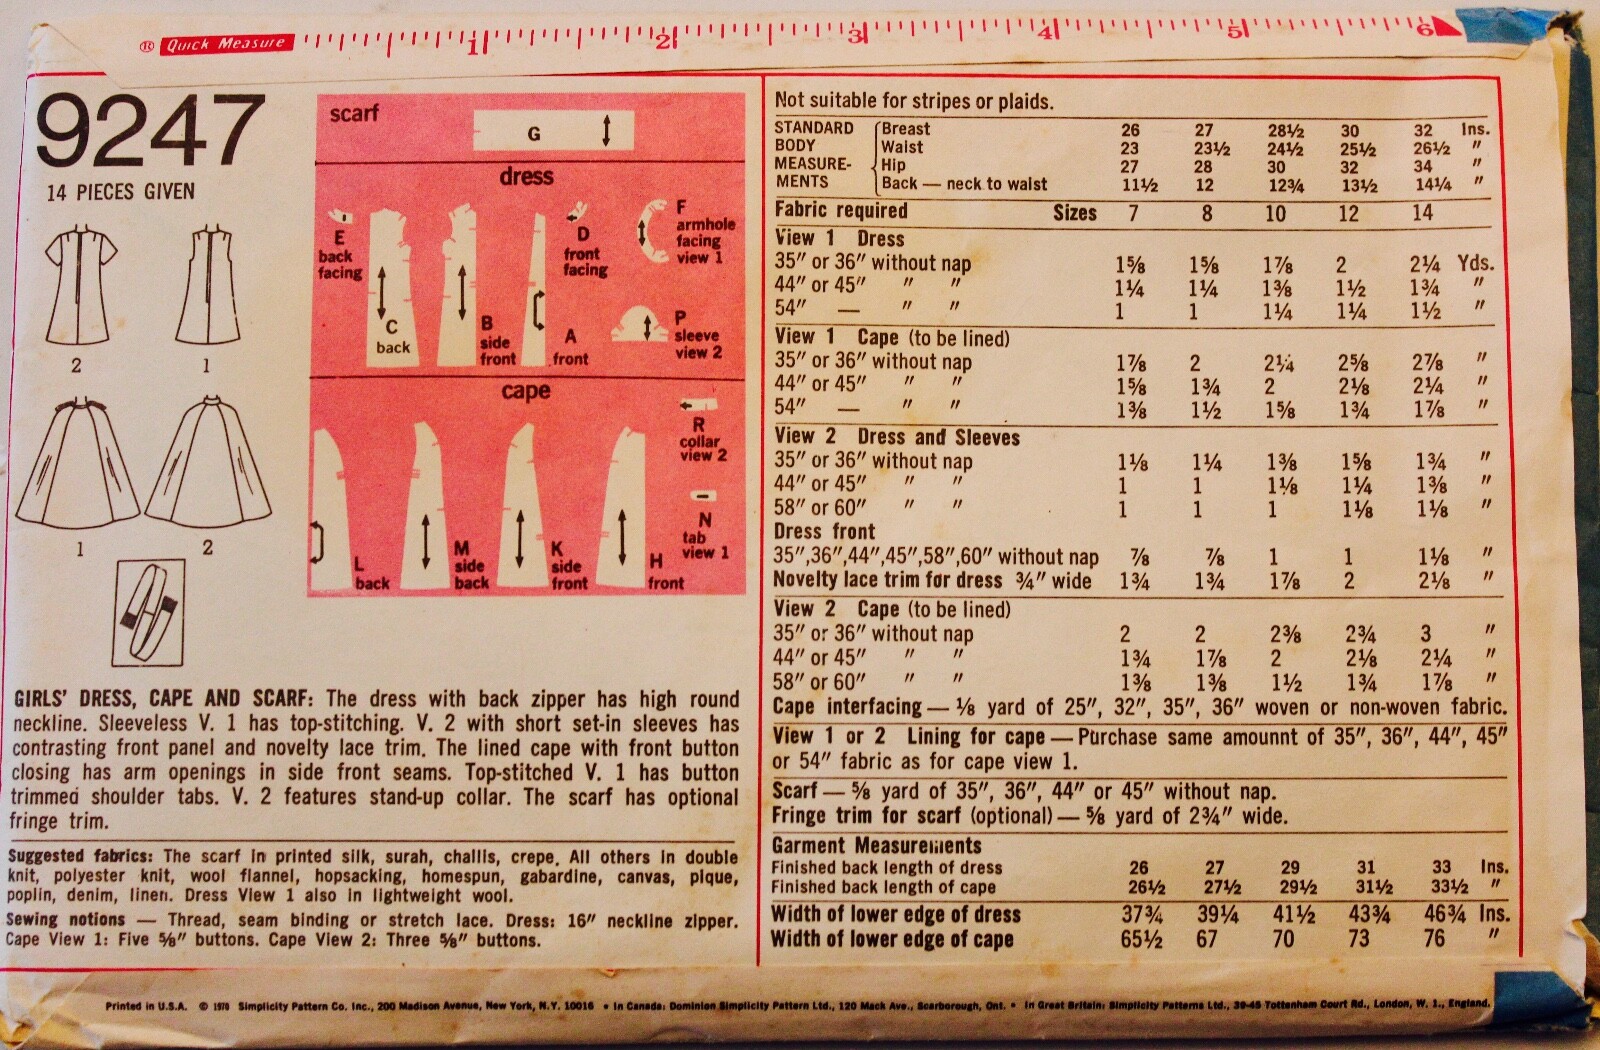 ® Quick Measure 1 2 3 4 5 6
9247
14 PIECES GIVEN
2 1
1 2
scarf
G
dress
E back facing
C back
B side front
A front
D front facing
F armhole facing view 1
P sleeve view 2
cape
R collar view 2
N tab view 1
L back
M side back
K side front
H front
GIRLS' DRESS, CAPE AND SCARF: The dress with back zipper has high round
neckline. Sleeveless V. 1 has top-stitching. V. 2 with short set-in sleeves has
contrasting front panel and novelty lace trim. The lined cape with front button
closing has arm openings in side front seams. Top-stitched V. 1 has button
trimmed shoulder tabs. V. 2 features stand-up collar. The scarf has optional
fringe trim.
Suggested fabrics: The scarf in printed silk, surah, challis, crepe. All others in double
knit, polyester knit, wool flannel, hopsacking, homespun, gabardine, canvas, pique,
poplin, denim, linen. Dress View 1 also in lightweight wool.
Sewing notions — Thread, seam binding or stretch lace. Dress: 16" neckline zipper.
Cape View 1: Five ⅝" buttons. Cape View 2: Three ⅝" buttons.
Not suitable for stripes or plaids.
STANDARD BODY MEASUREMENTS
Breast 26 27 28½ 30 32 Ins.
Waist 23 23½ 24½ 25½ 26½ "
Hip 27 28 30 32 34 "
Back — neck to waist 11½ 12 12¾ 13½ 14¼ "
Fabric required Sizes 7 8 10 12 14
View 1 Dress
35" or 36" without nap 1⅝ 1⅝ 1⅞ 2 2¼ Yds.
44" or 45" " " 1¼ 1¼ 1⅜ 1½ 1¾ "
54" — " " 1 1 1¼ 1¼ 1½ "
View 1 Cape (to be lined)
35" or 36" without nap 1⅞ 2 2¼ 2⅝ 2⅞ "
44" or 45" " " 1⅝ 1¾ 2 2⅛ 2¼ "
54" — " " 1⅜ 1½ 1⅝ 1¾ 1⅞ "
View 2 Dress and Sleeves
35" or 36" without nap 1⅛ 1¼ 1⅜ 1⅝ 1¾ "
44" or 45" " " 1 1 1⅛ 1¼ 1⅜ "
58" or 60" " " 1 1 1 1⅛ 1⅛ "
Dress front
35",36",44",45",58",60" without nap ⅞ ⅞ 1 1 1⅛ "
Novelty lace trim for dress ¾" wide 1¾ 1¾ 1⅞ 2 2⅛ "
View 2 Cape (to be lined)
35" or 36" without nap 2 2 2⅜ 2¾ 3 "
44" or 45" " " 1¾ 1⅞ 2 2⅛ 2¼ "
58" or 60" " " 1⅜ 1⅜ 1½ 1¾ 1⅞ "
Cape interfacing — ⅛ yard of 25", 32", 35", 36" woven or non-woven fabric.
View 1 or 2 Lining for cape — Purchase same amounnt of 35", 36", 44", 45"
or 54" fabric as for cape view 1.
Scarf — ⅝ yard of 35", 36", 44" or 45" without nap.
Fringe trim for scarf (optional) — ⅝ yard of 2¾" wide.
Garment Measurements
Finished back length of dress 26 27 29 31 33 Ins.
Finished back length of cape 26½ 27½ 29½ 31½ 33½ "
Width of lower edge of dress 37¾ 39¼ 41½ 43¾ 46¾ Ins.
Width of lower edge of cape 65½ 67 70 73 76 "
Printed in U.S.A. © 1970 Simplicity Pattern Co. Inc., 200 Madison Avenue, New York, N.Y. 10016 • In Canada: Dominion Simplicity Pattern Ltd., 120 Mack Ave., Scarborough, Ont. • In Great Britain: Simplicity Patterns Ltd., 39-45 Tottenham Court Rd., London, W. 1., England.